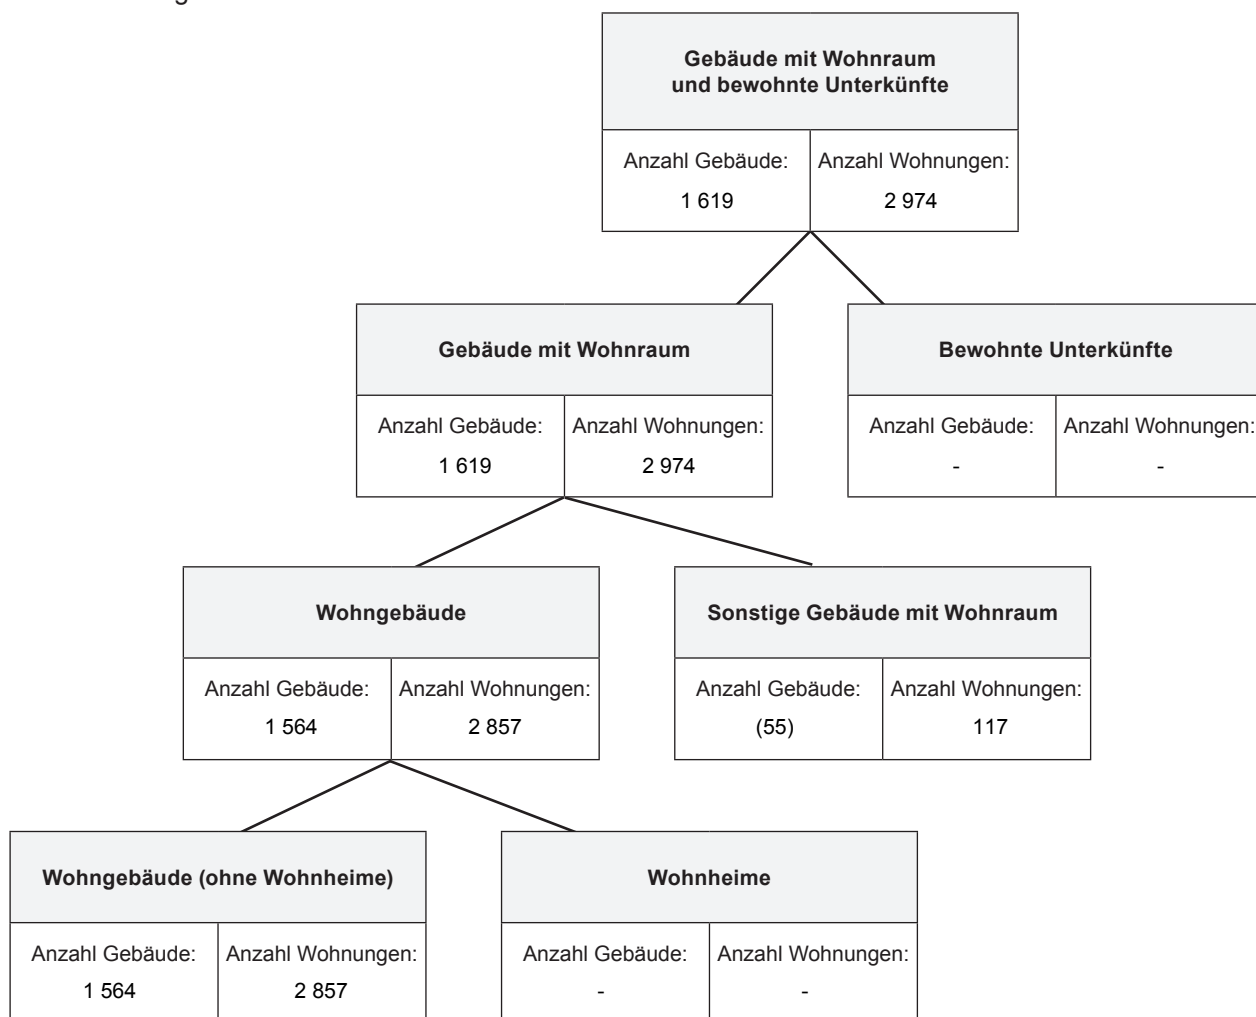 Gebäude mit Wohnraum
und bewohnte Unterkünfte
Anzahl Gebäude: Anzahl Wohnungen:
1 619 2 974
Gebäude mit Wohnraum Bewohnte Unterkünfte
Anzahl Gebäude: Anzahl Wohnungen: Anzahl Gebäude: Anzahl Wohnungen:
1 619 2 974 - -
Wohngebäude Sonstige Gebäude mit Wohnraum
Anzahl Gebäude: Anzahl Wohnungen: Anzahl Gebäude: Anzahl Wohnungen:
1 564 2 857 (55) 117
Wohngebäude (ohne Wohnheime) Wohnheime
Anzahl Gebäude: Anzahl Wohnungen: Anzahl Gebäude: Anzahl Wohnungen:
1 564 2 857 - -